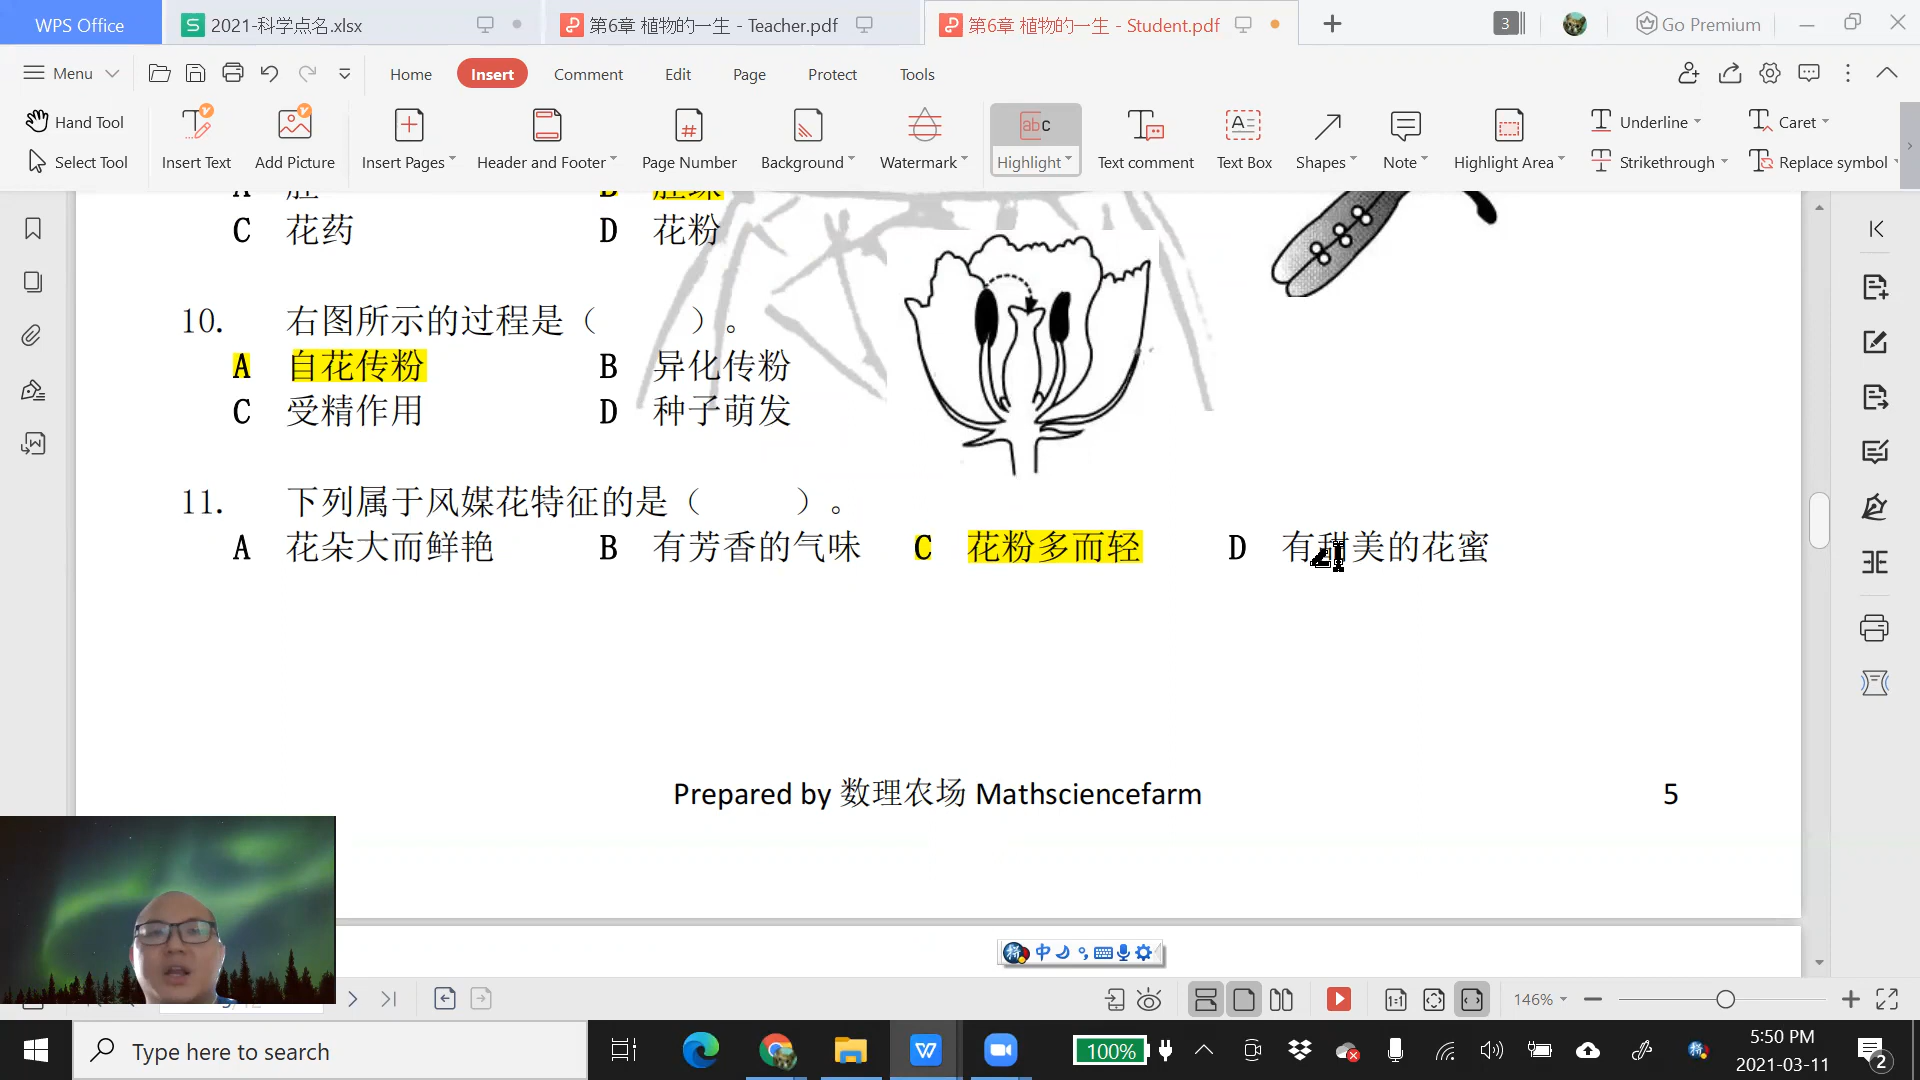 WPS Office
2021-科学点名.xlsx
第6章 植物的一生 - Teacher.pdf
第6章 植物的一生 - Student.pdf
3
Go Premium
Menu
Home
Insert
Comment
Edit
Page
Protect
Tools
Hand Tool
Select Tool
Insert Text
Add Picture
Insert Pages
Header and Footer
Page Number
Background
Watermark
Highlight
Text comment
Text Box
Shapes
Note
Highlight Area
Underline
Strikethrough
Caret
Replace symbol
C 花药 D 花粉
10. 右图所示的过程是（ ）。
A 自花传粉 B 异化传粉
C 受精作用 D 种子萌发
11. 下列属于风媒花特征的是（ ）。
A 花朵大而鲜艳 B 有芳香的气味 C 花粉多而轻 D 有甜美的花蜜
Prepared by 数理农场 Mathsciencefarm 5
中
146%
Type here to search
100%
5:50 PM
2021-03-11
2